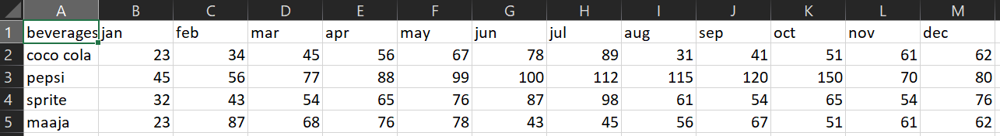 A B C D E F G H I J K L M
1 beverages jan feb mar apr may jun jul aug sep oct nov dec
2 coco cola 23 34 45 56 67 78 89 31 41 51 61 62
3 pepsi 45 56 77 88 99 100 112 115 120 150 70 80
4 sprite 32 43 54 65 76 87 98 61 54 65 54 76
5 maaja 23 87 68 76 78 43 45 56 67 51 61 62